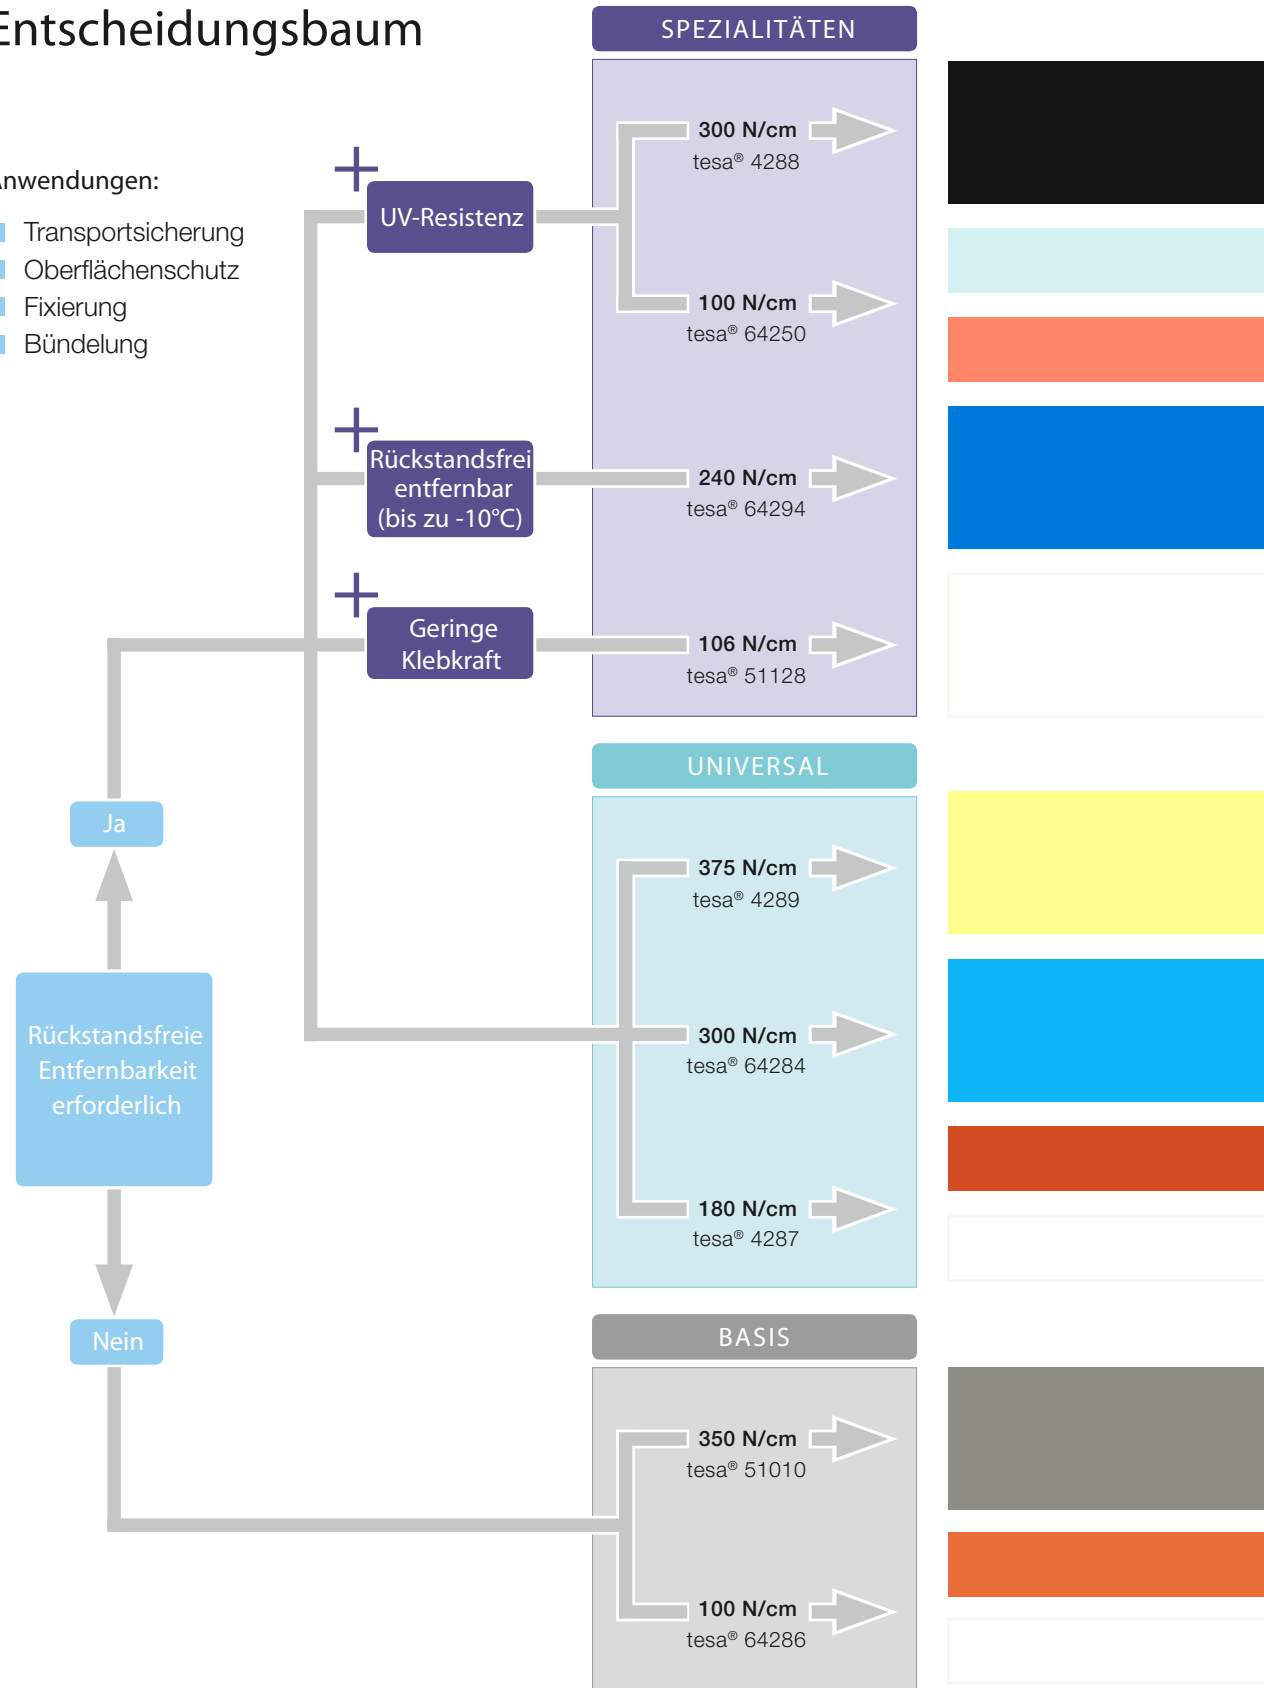 Entscheidungsbaum
Anwendungen:
Transportsicherung
Oberflächenschutz
Fixierung
Bündelung
SPEZIALITÄTEN
UV-Resistenz
300 N/cm
tesa® 4288
100 N/cm
tesa® 64250
Rückstandsfrei
entfernbar
(bis zu -10°C)
240 N/cm
tesa® 64294
Geringe
Klebkraft
106 N/cm
tesa® 51128
UNIVERSAL
375 N/cm
tesa® 4289
300 N/cm
tesa® 64284
180 N/cm
tesa® 4287
Ja
Rückstandsfreie
Entfernbarkeit
erforderlich
Nein
BASIS
350 N/cm
tesa® 51010
100 N/cm
tesa® 64286